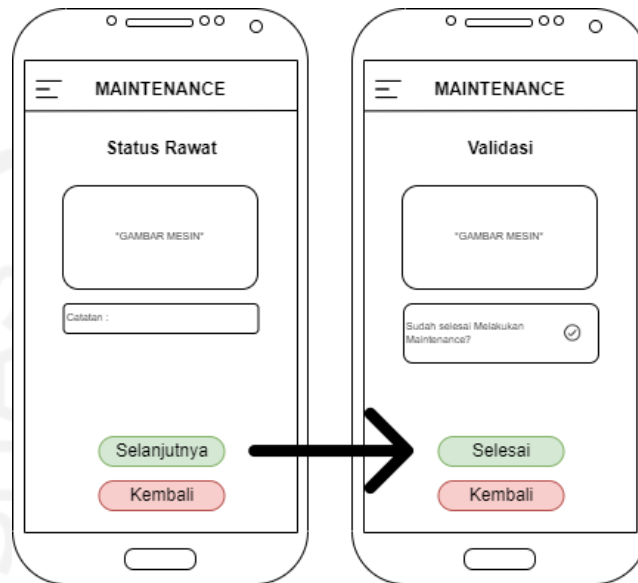 MAINTENANCE
Status Rawat
"GAMBAR MESIN"
Catatan :
Selanjutnya
Kembali
MAINTENANCE
Validasi
"GAMBAR MESIN"
Sudah selesai Melakukan
Maintenance?
Selesai
Kembali